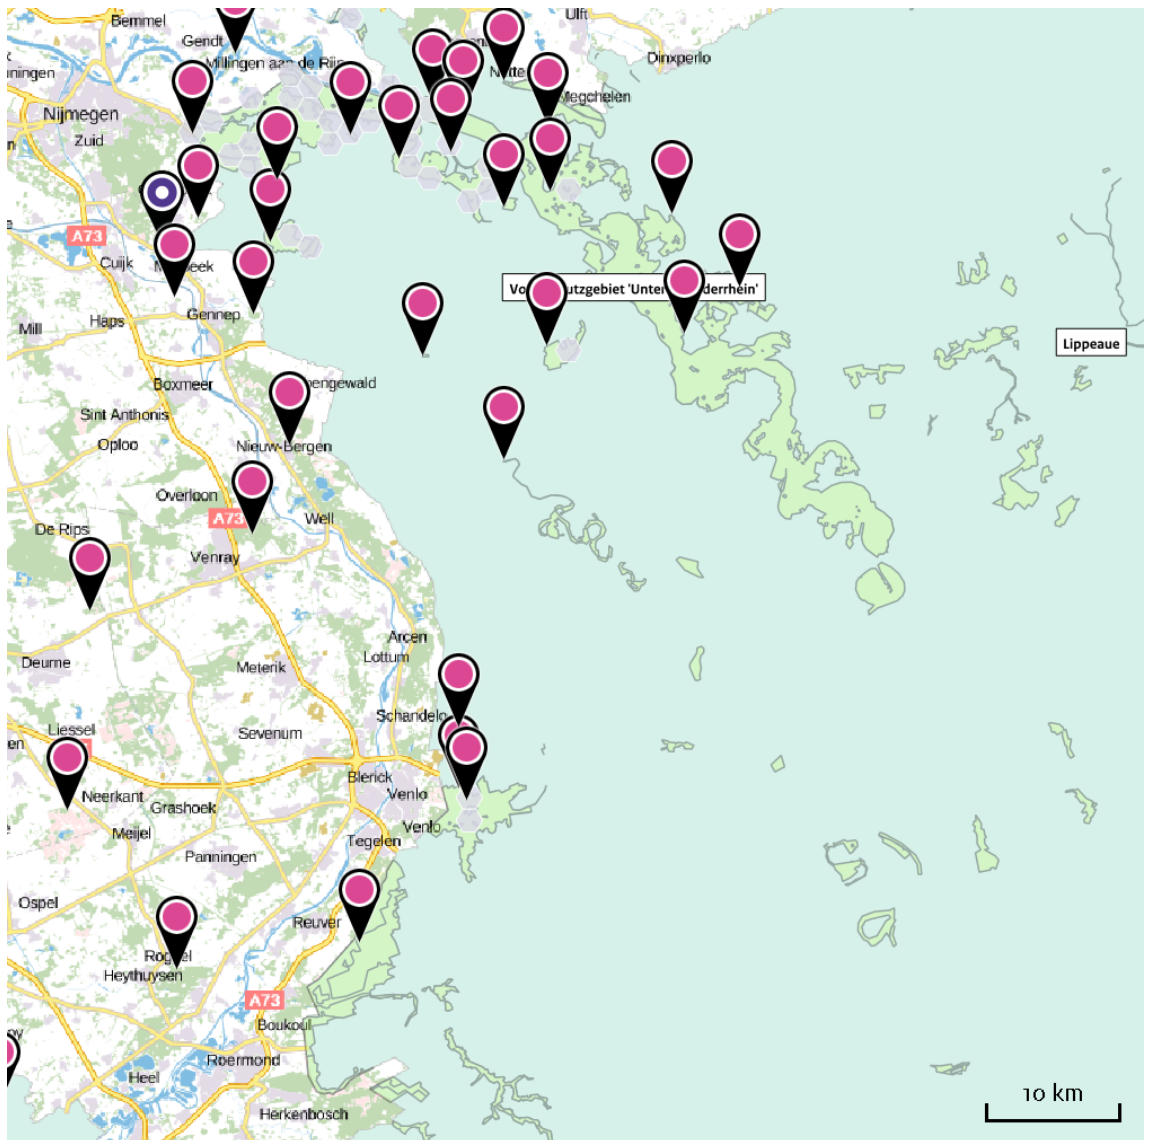 Bemmel
Ulft
Gendt
Millingen aan de Rijn
Dinxperlo
Megchelen
Nijmegen
Zuid
A73
Cuijk
Lippeaue
Gennep
Haps
Mill
Boxmeer
Sint Anthonis
Oploo
Nieuw-Bergen
Overloon
A73
Well
De Rips
Venray
Arcen
Lottum
Deurne
Meterik
Schandelo
Liessel
Sevenum
Blerick
Neerkant
Venlo
Grashoek
Venlo
Meijel
Tegelen
Panningen
Ospel
Reuver
Heythuysen
A73
Boukoul
Roermond
Heel
10 km
Herkenbosch